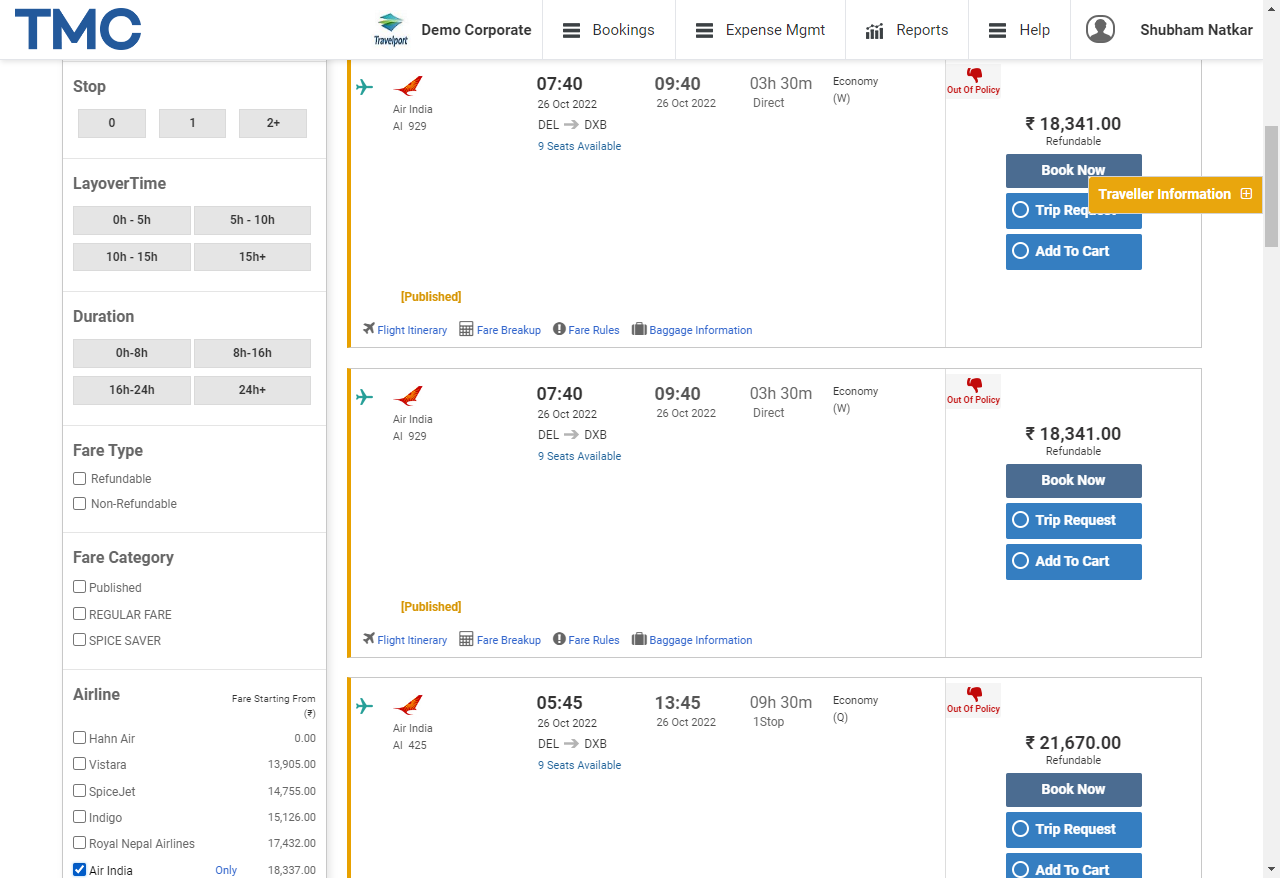 TMC
Travelport
Demo Corporate
Bookings
Expense Mgmt
Reports
Help
Shubham Natkar
Stop
0 1 2+
LayoverTime
0h - 5h 5h - 10h
10h - 15h 15h+
Duration
0h-8h 8h-16h
16h-24h 24h+
Fare Type
Refundable
Non-Refundable
Fare Category
Published
REGULAR FARE
SPICE SAVER
Airline Fare Starting From
(₹)
Hahn Air 0.00
Vistara 13,905.00
SpiceJet 14,755.00
Indigo 15,126.00
Royal Nepal Airlines 17,432.00
Air India Only 18,337.00
Air India
AI 929
07:40
26 Oct 2022
DEL DXB
9 Seats Available
09:40
26 Oct 2022
03h 30m
Direct
Economy
(W)
Out Of Policy
₹ 18,341.00
Refundable
Book Now
Traveller Information
Trip Request
Add To Cart
[Published]
Flight Itinerary Fare Breakup Fare Rules Baggage Information
Air India
AI 929
07:40
26 Oct 2022
DEL DXB
9 Seats Available
09:40
26 Oct 2022
03h 30m
Direct
Economy
(W)
Out Of Policy
₹ 18,341.00
Refundable
Book Now
Trip Request
Add To Cart
[Published]
Flight Itinerary Fare Breakup Fare Rules Baggage Information
Air India
AI 425
05:45
26 Oct 2022
DEL DXB
9 Seats Available
13:45
26 Oct 2022
09h 30m
1Stop
Economy
(Q)
Out Of Policy
₹ 21,670.00
Refundable
Book Now
Trip Request
Add To Cart